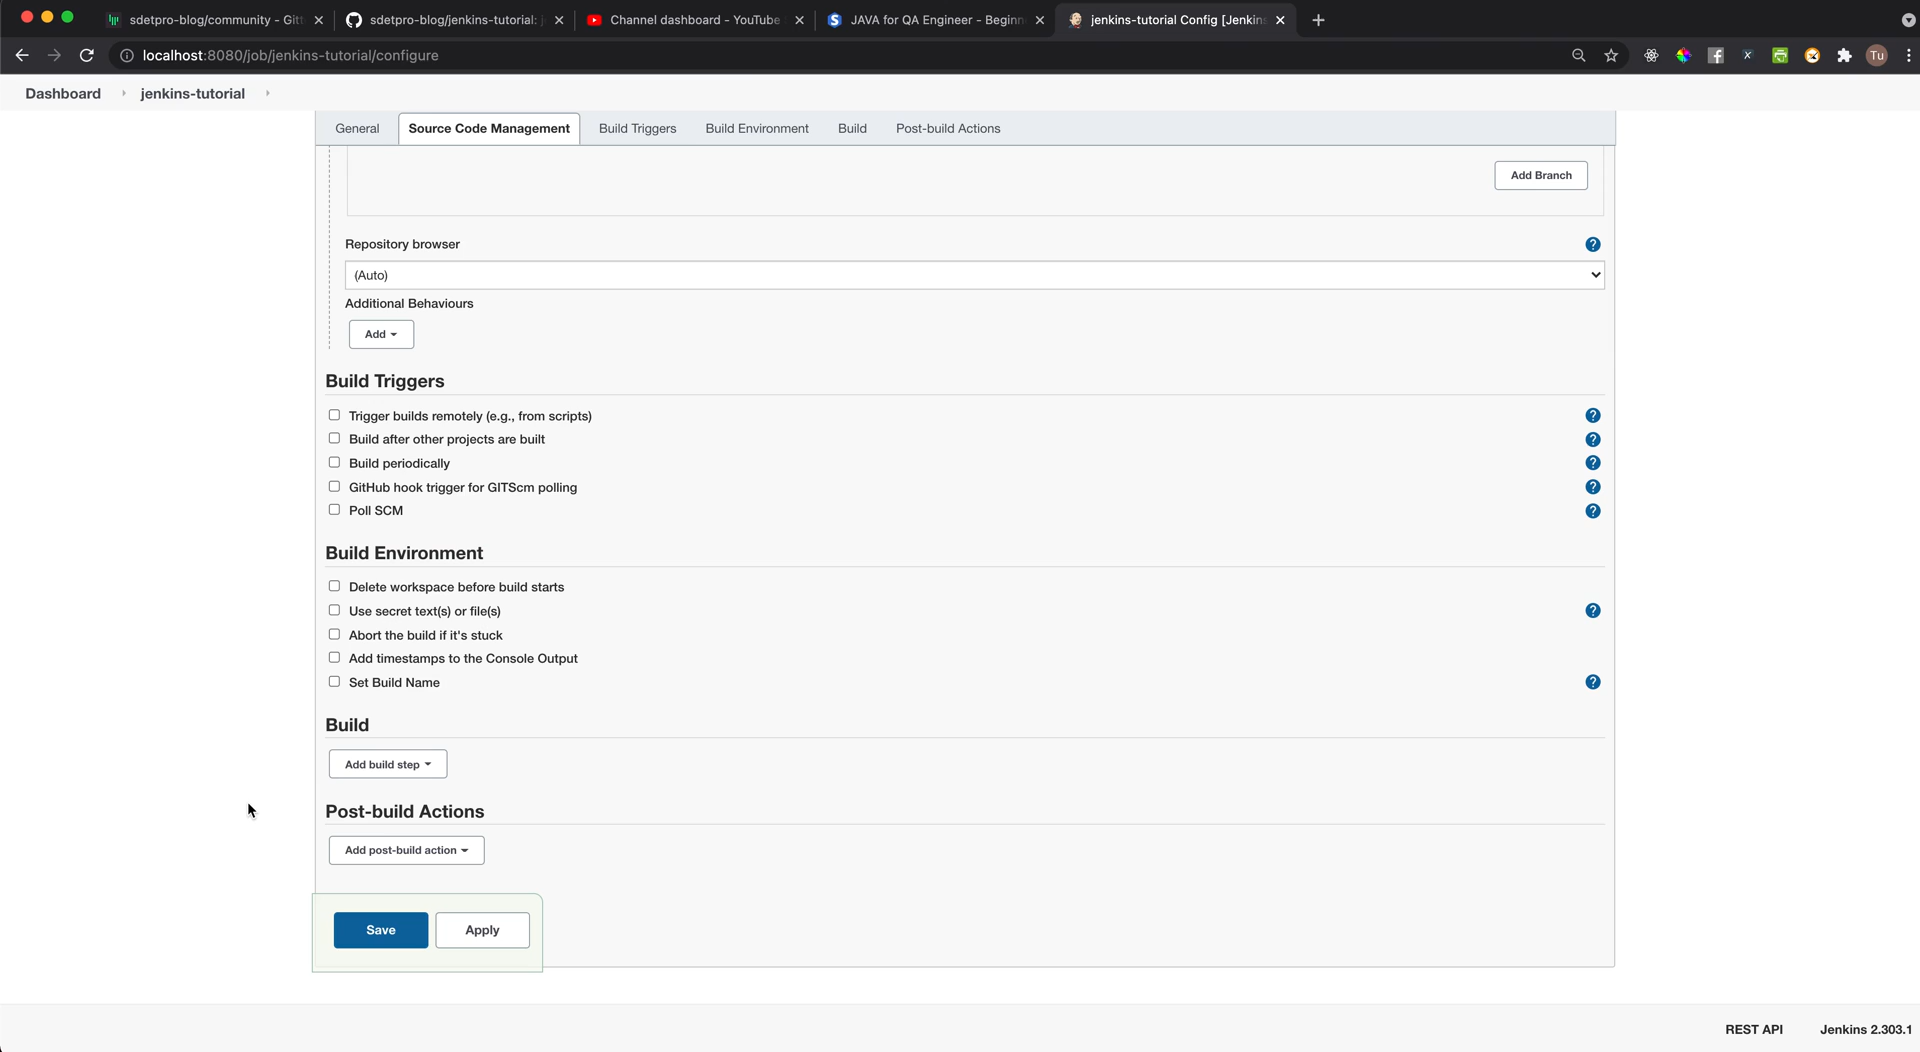 sdetpro-blog/community - Gitt
sdetpro-blog/jenkins-tutorial: j
Channel dashboard - YouTube
JAVA for QA Engineer - Beginn
jenkins-tutorial Config [Jenkins
localhost:8080/job/jenkins-tutorial/configure
Tu
Dashboard
jenkins-tutorial
General
Source Code Management
Build Triggers
Build Environment
Build
Post-build Actions
Add Branch
Repository browser
?
(Auto)
Additional Behaviours
Add
Build Triggers
Trigger builds remotely (e.g., from scripts)
?
Build after other projects are built
?
Build periodically
?
GitHub hook trigger for GITScm polling
?
Poll SCM
?
Build Environment
Delete workspace before build starts
Use secret text(s) or file(s)
?
Abort the build if it's stuck
Add timestamps to the Console Output
Set Build Name
?
Build
Add build step
Post-build Actions
Add post-build action
Save
Apply
REST API
Jenkins 2.303.1